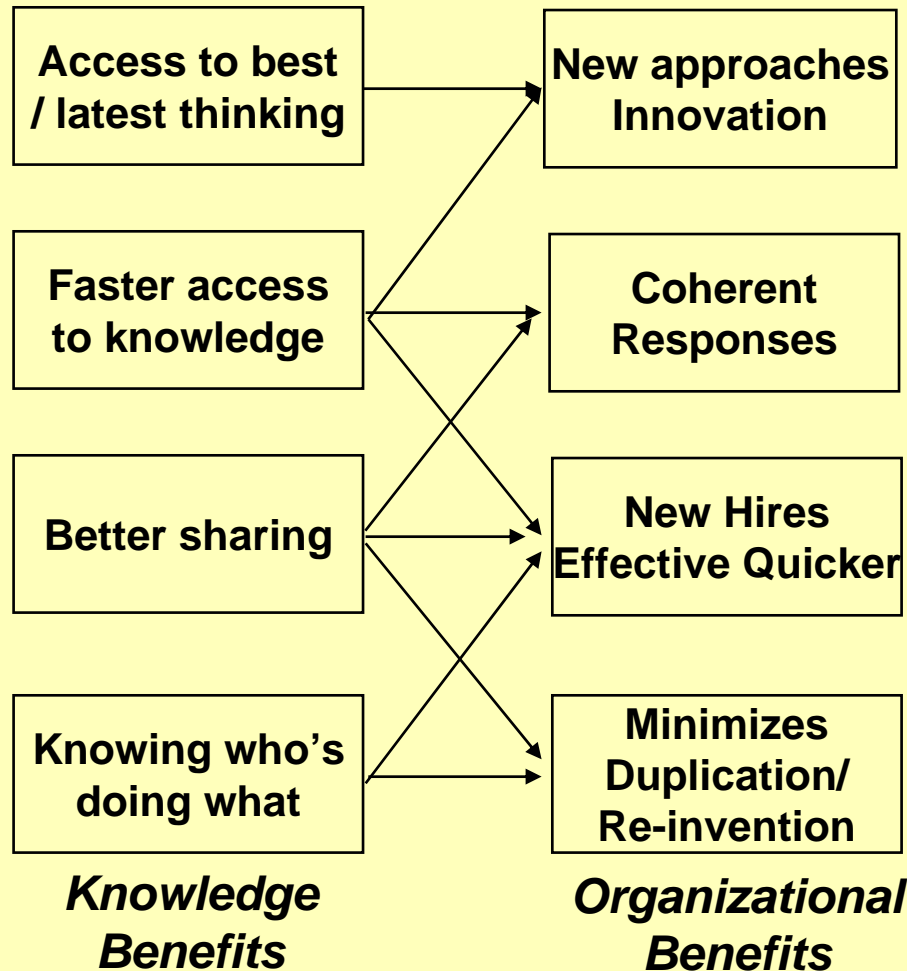 Access to best
/ latest thinking
New approaches
Innovation
Faster access
to knowledge
Coherent
Responses
Better sharing
New Hires
Effective Quicker
Knowing who’s
doing what
Minimizes
Duplication/
Re-invention
Knowledge
Benefits
Organizational
Benefits